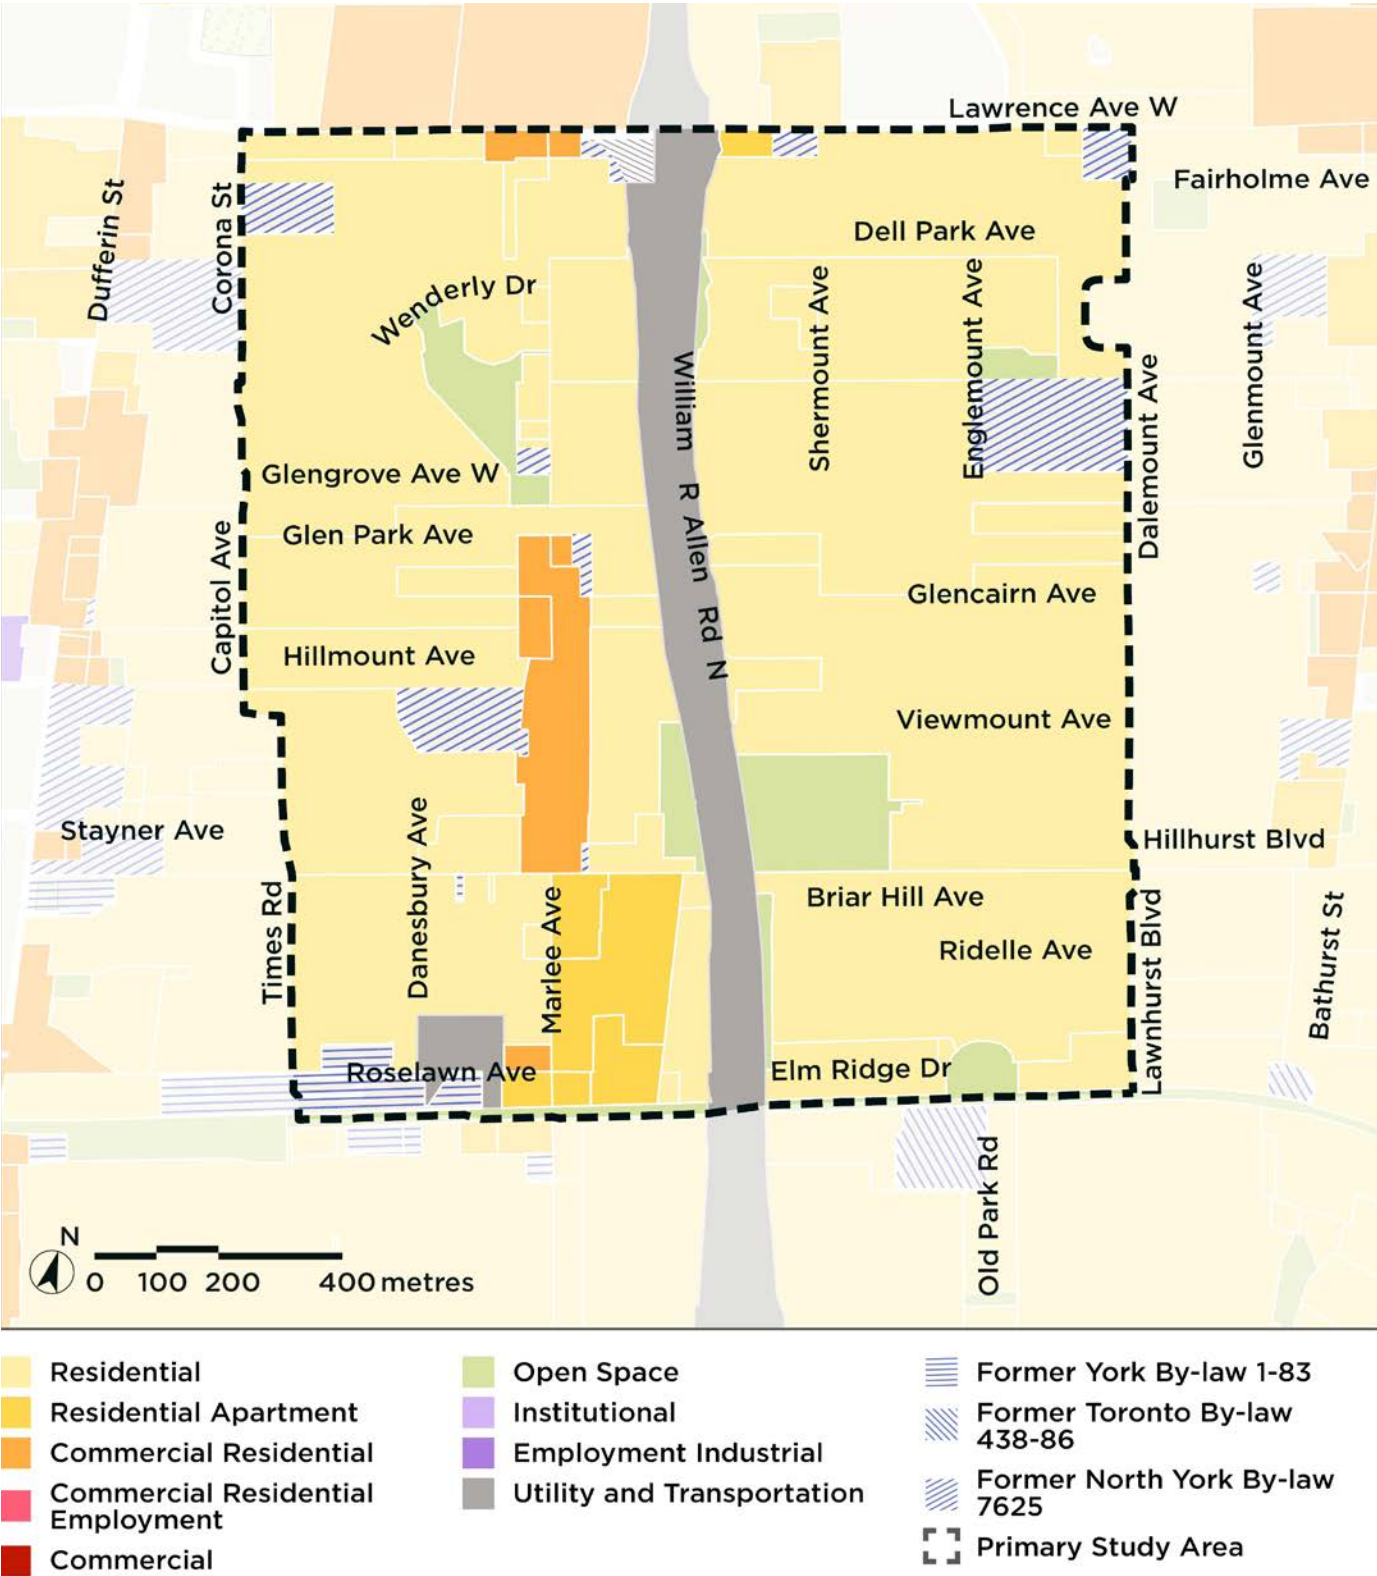 Lawrence Ave W
Fairholme Ave
Dufferin St
Corona St
Dell Park Ave
Wenderly Dr
Shermount Ave
Englemount Ave
Glenmount Ave
William R Allen Rd N
Dalemount Ave
Glengrove Ave W
Glen Park Ave
Capitol Ave
Glencairn Ave
Hillmount Ave
Viewmount Ave
Stayner Ave
Danesbury Ave
Hillhurst Blvd
Times Rd
Marlee Ave
Briar Hill Ave
Ridelle Ave
Lawnhurst Blvd
Bathurst St
Roselawn Ave
Elm Ridge Dr
Old Park Rd
N
0 100 200 400 metres
Residential
Residential Apartment
Commercial Residential
Commercial Residential
Employment
Commercial
Open Space
Institutional
Employment Industrial
Utility and Transportation
Former York By-law 1-83
Former Toronto By-law
438-86
Former North York By-law
7625
Primary Study Area